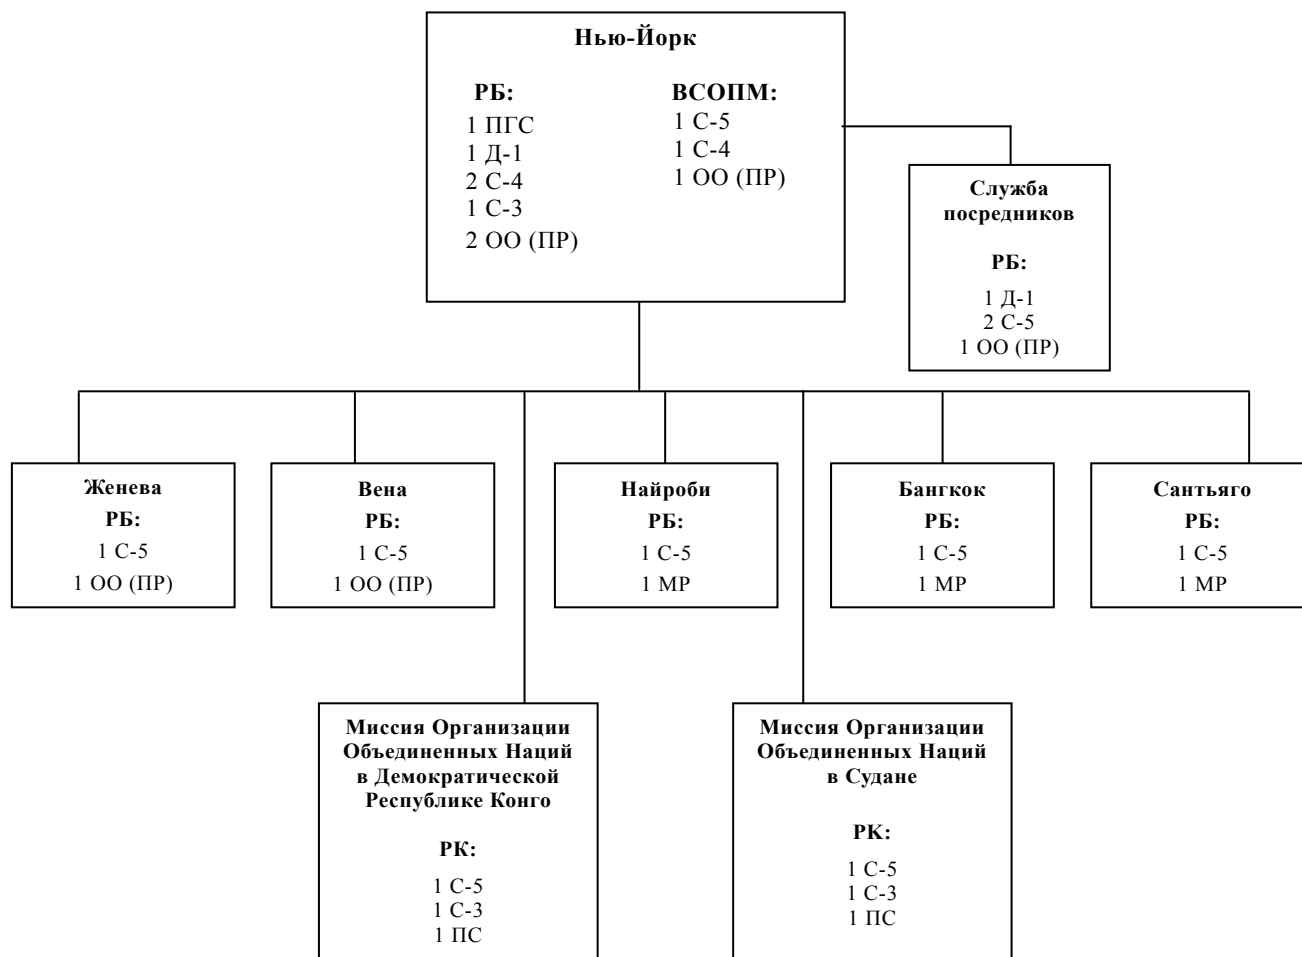 Нью-Йорк
РБ:
1 ПГС
1 Д-1
2 С-4
1 С-3
2 ОО (ПР)
ВСОПМ:
1 С-5
1 С-4
1 ОО (ПР)
Служба
посредников
РБ:
1 Д-1
2 С-5
1 ОО (ПР)
Женева
РБ:
1 С-5
1 ОО (ПР)
Вена
РБ:
1 С-5
1 ОО (ПР)
Найроби
РБ:
1 С-5
1 МР
Бангкок
РБ:
1 С-5
1 МР
Сантьяго
РБ:
1 С-5
1 МР
Миссия Организации
Объединенных Наций
в Демократической
Республике Конго
РК:
1 С-5
1 С-3
1 ПС
Миссия Организации
Объединенных Наций
в Судане
РК:
1 С-5
1 С-3
1 ПС